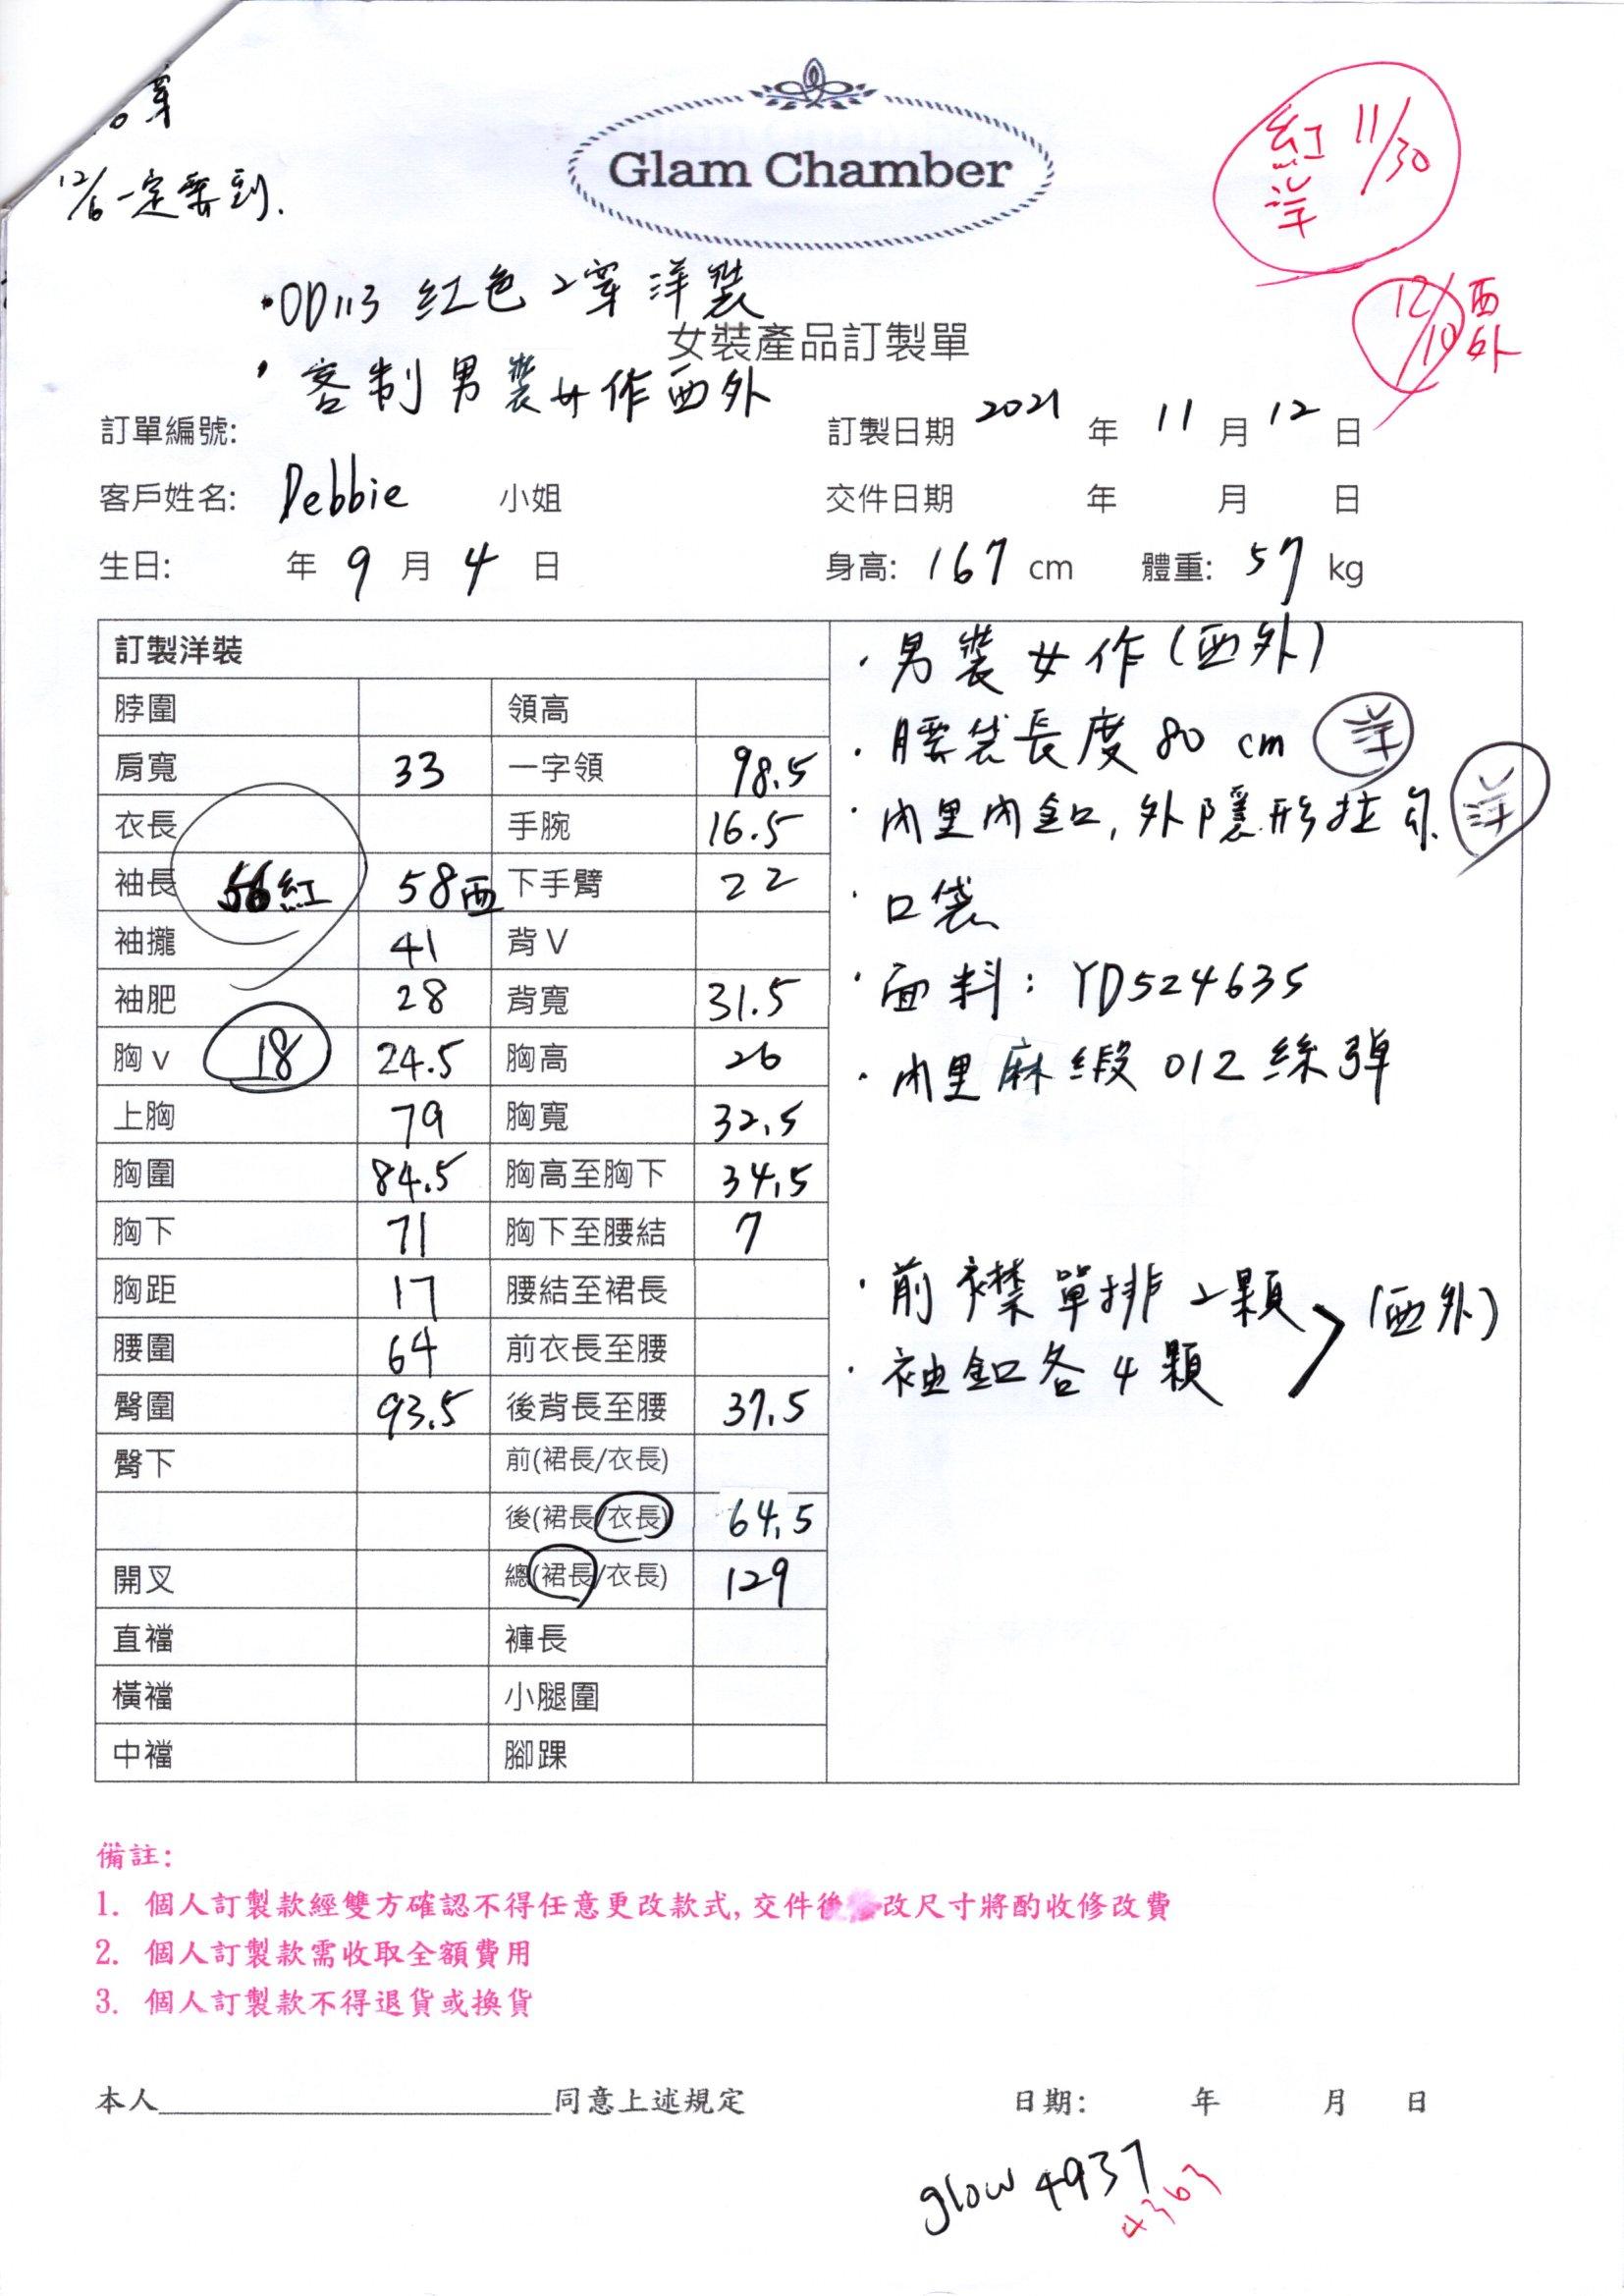 穿
12/6一定要到.
Glam Chamber
紅洋 11/30
12/10 西外
·OD113 紅色2穿洋裝
女裝產品訂製單
· 客制男裝女作西外
訂單編號:
訂製日期 2021 年 11 月 12 日
客戶姓名: Debbie 小姐
交件日期 年 月 日
生日: 年 9 月 4 日
身高: 167 cm 體重: 57 kg
訂製洋裝
脖圍 領高
肩寬 33 一字領 98.5
衣長 手腕 16.5
袖長 56紅 58西 下手臂 22
袖攏 41 背V
袖肥 28 背寬 31.5
胸v 18 24.5 胸高 26
上胸 79 胸寬 32.5
胸圍 84.5 胸高至胸下 34.5
胸下 71 胸下至腰結 7
胸距 17 腰結至裙長
腰圍 64 前衣長至腰
臀圍 93.5 後背長至腰 37.5
臀下 前(裙長/衣長)
後(裙長/衣長) 64.5
開叉 總(裙長/衣長) 129
直襠 褲長
橫襠 小腿圍
中襠 腳踝
· 男裝女作(西外)
· 腰袋長度 80 cm 洋
· 內里內釦, 外隱形拉勾. 洋
· 口袋
· 面料: YD524635
· 內里麻緞 012 絲彈
· 前襟單排2顆
· 袖釦各4顆
(西外)
備註:
1. 個人訂製款經雙方確認不得任意更改款式, 交件後改尺寸將酌收修改費
2. 個人訂製款需收取全額費用
3. 個人訂製款不得退貨或換貨
本人____________________同意上述規定
日期: 年 月 日
glow 4937
4363